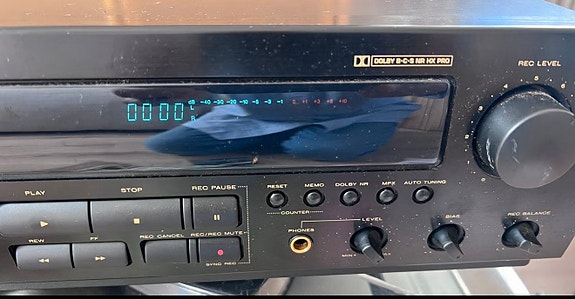 DOLBY B-C-S NR HX PRO
REC LEVEL
0000
dB -40 -30 -20 -10 -6 -3 -1 0 +1 +3 +6 +10
L
R
PLAY STOP REC PAUSE
RESET MEMO DOLBY NR MPX AUTO TUNING
COUNTER
REW FF REC CANCEL REC/REC MUTE
SYNC REC
PHONES LEVEL BIAS REC BALANCE
MIN